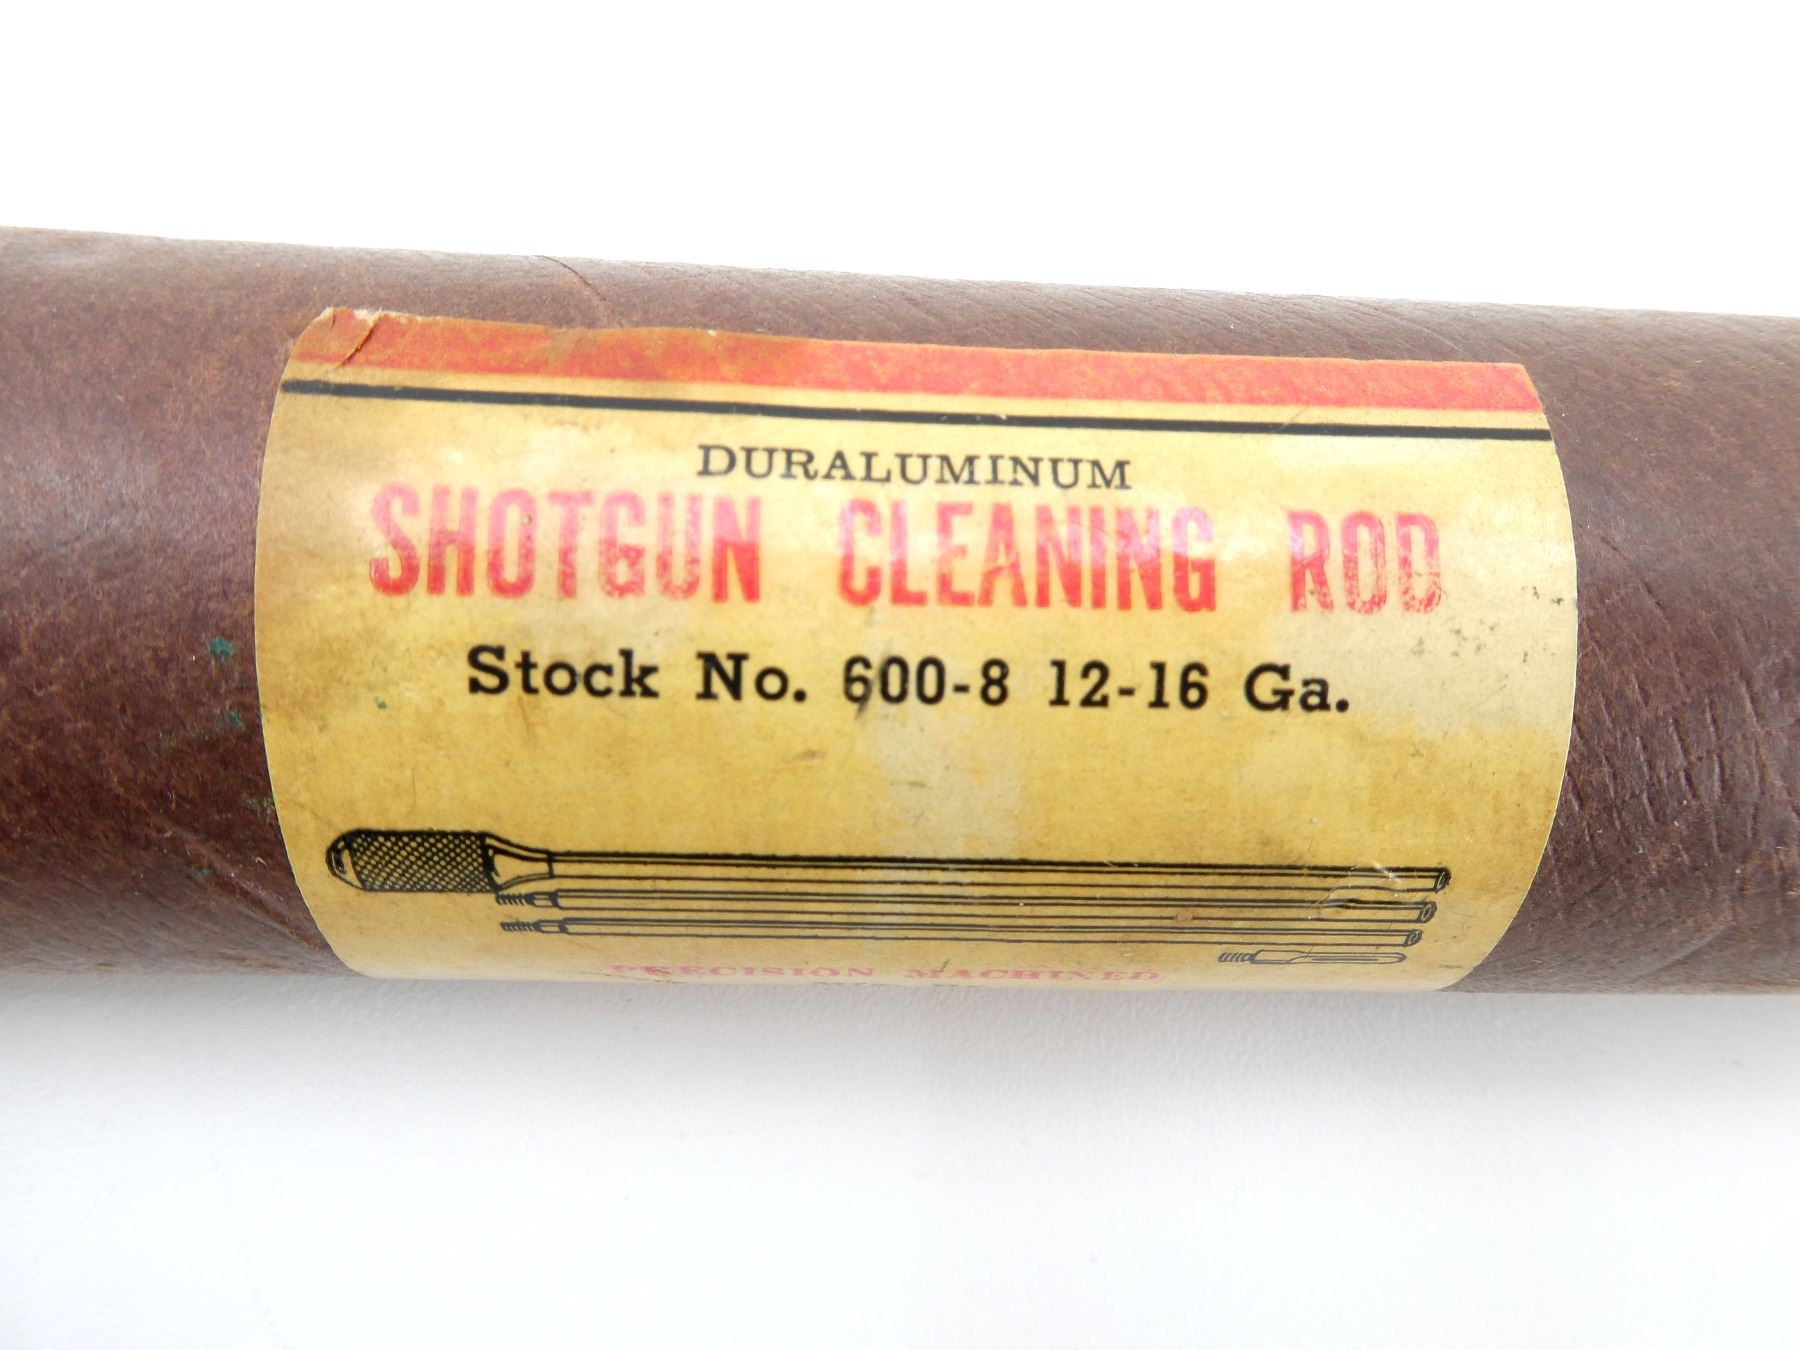 DURALUMINUM
SHOTGUN CLEANING ROD
Stock No. 600-8 12-16 Ga.
PRECISION MACHINED